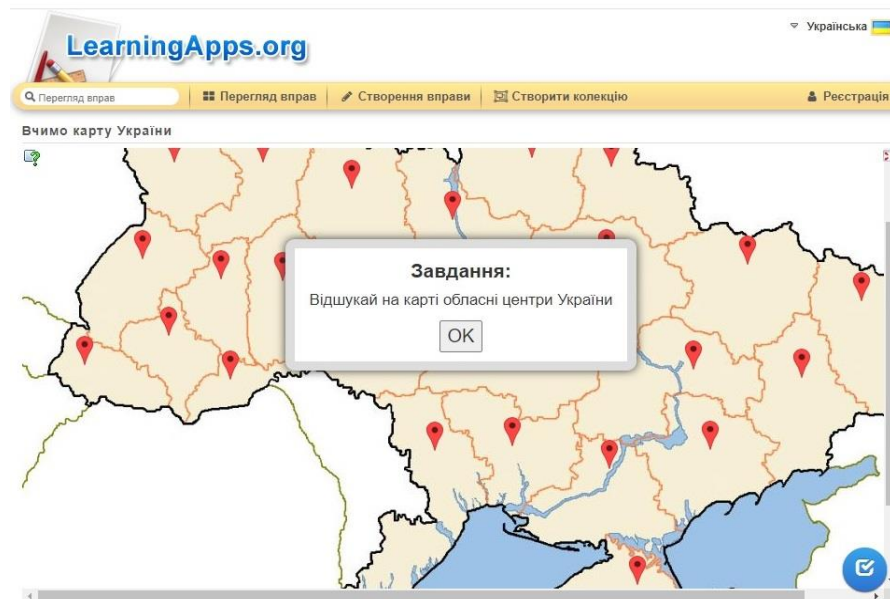 Українська
LearningApps.org
Перегляд вправ
Перегляд вправ
Створення вправи
Створити колекцію
Реєстрація
Вчимо карту України
Завдання:
Відшукай на карті обласні центри України
OK